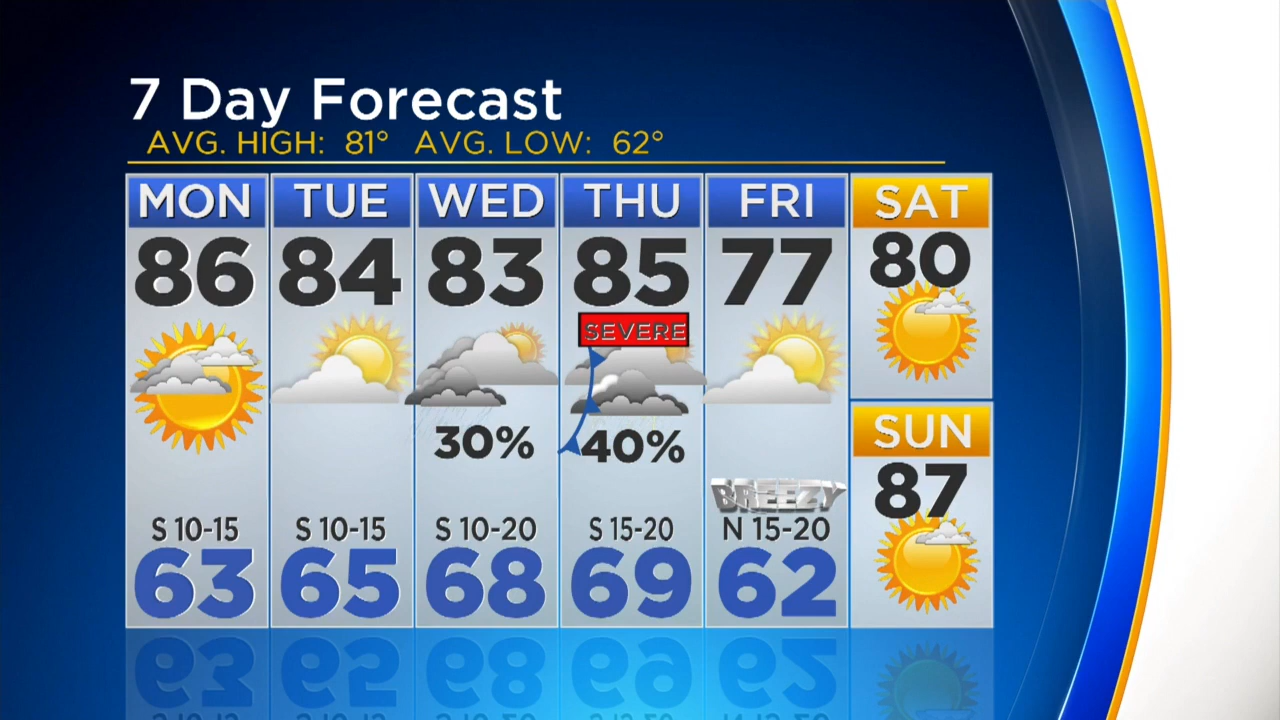 7 Day Forecast
AVG. HIGH: 81° AVG. LOW: 62°
MON TUE WED THU FRI SAT
86 84 83 85 77 80
SEVERE
SUN
30% 40%
87
BREEZY
S 10-15 S 10-15 S 10-20 S 15-20 N 15-20
63 65 68 69 62